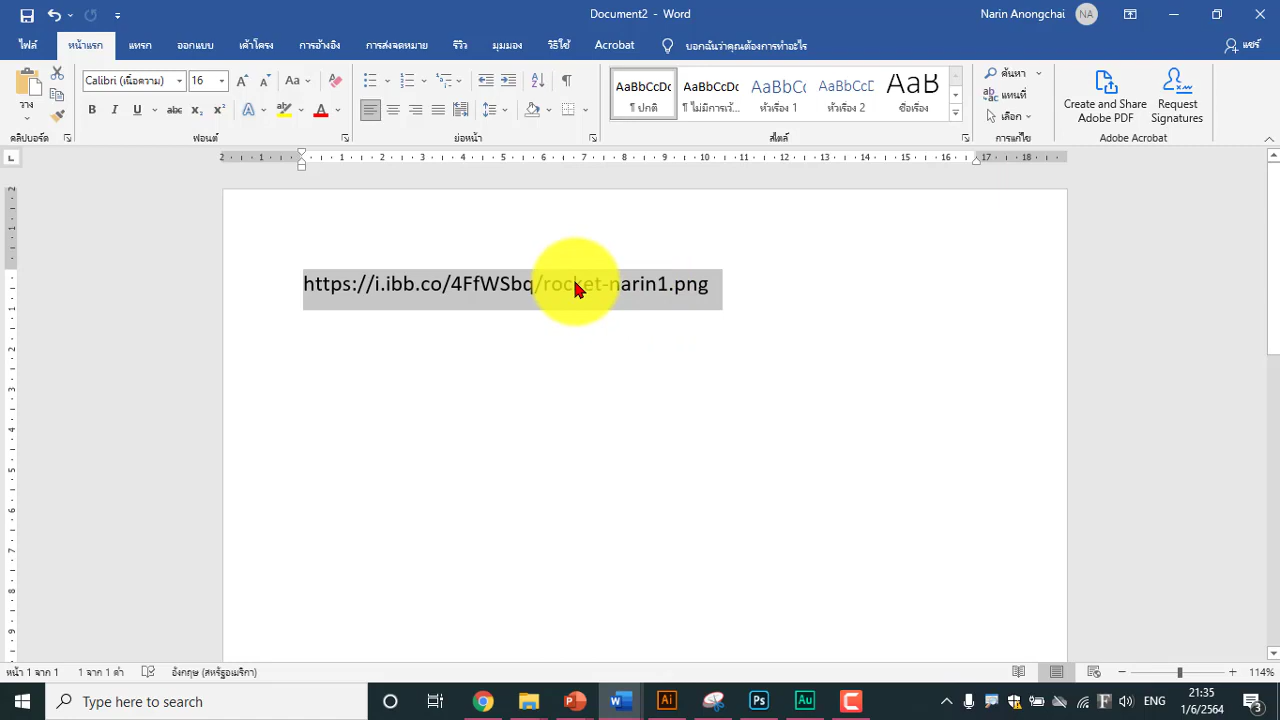 Document2 - Word
Narin Anongchai
NA
ไฟล์ หน้าแรก แทรก ออกแบบ เค้าโครง การอ้างอิง การส่งจดหมาย รีวิว มุมมอง วิธีใช้ Acrobat บอกฉันว่าคุณต้องการทำอะไร แชร์
วาง
Calibri (เนื้อความ) 16
คลิปบอร์ด ฟอนต์ ย่อหน้า สไตล์ การแก้ไข Adobe Acrobat
AaBbCcDc AaBbCcDc AaBbCc AaBbCcD AaB
¶ ปกติ ¶ ไม่มีการเว้... หัวเรื่อง 1 หัวเรื่อง 2 ชื่อเรื่อง
ค้นหา
แทนที่
เลือก
Create and Share Adobe PDF
Request Signatures
https://i.ibb.co/4FfWSbq/rocket-narin1.png
หน้า 1 จาก 1 1 จาก 1 คำ อังกฤษ (สหรัฐอเมริกา) 114%
Type here to search
ENG
21:35
1/6/2564
3